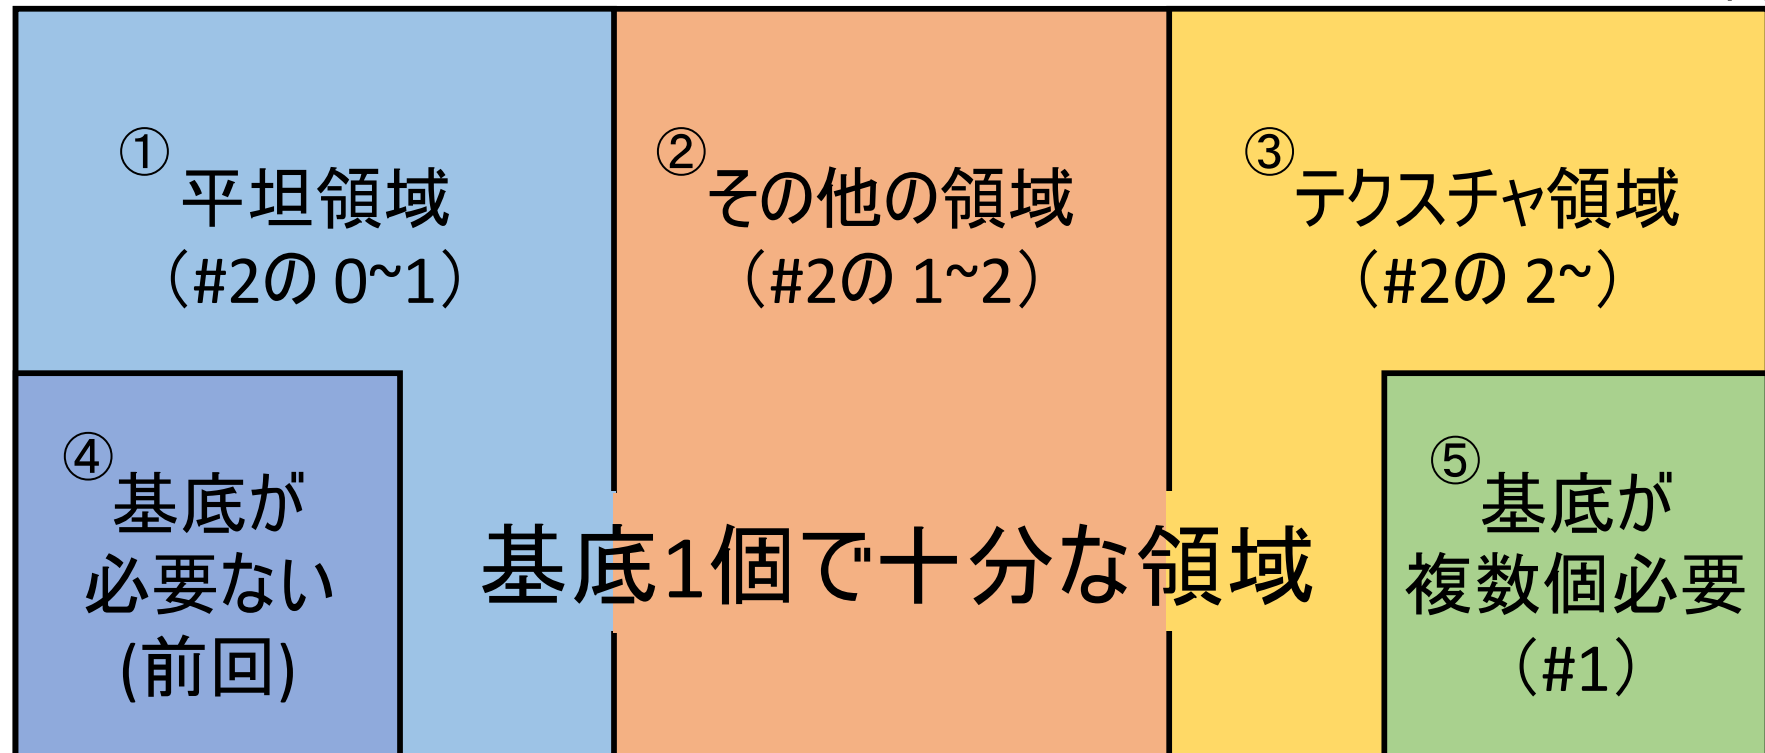 ①
平坦領域
（#2の 0~1）
②
その他の領域
（#2の 1~2）
③
テクスチャ領域
（#2の 2~）
④
基底が
必要ない
(前回)
基底1個で十分な領域
⑤
基底が
複数個必要
（#1）